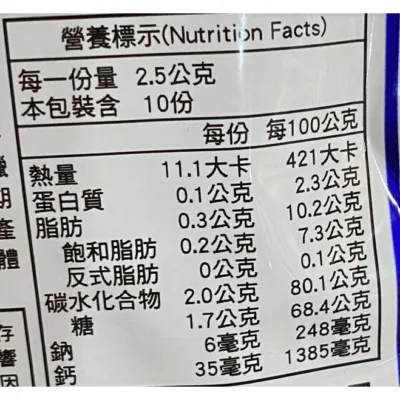 營養標示(Nutrition Facts)
每一份量 2.5公克
本包裝含 10份
每份 每100公克
熱量 11.1大卡 421大卡
蛋白質 0.1公克 2.3公克
脂肪 0.3公克 10.2公克
飽和脂肪 0.2公克 7.3公克
反式脂肪 0公克 0.1公克
碳水化合物 2.0公克 80.1公克
糖 1.7公克 68.4公克
鈉 6毫克 248毫克
鈣 35毫克 1385毫克
期
產
體
存
響
因